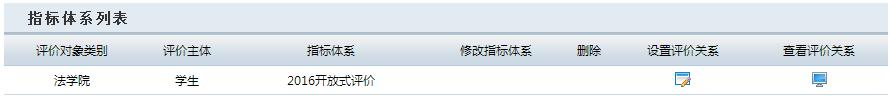 指标体系列表
评价对象类别 评价主体 指标体系 修改指标体系 删除 设置评价关系 查看评价关系
法学院 学生 2016开放式评价